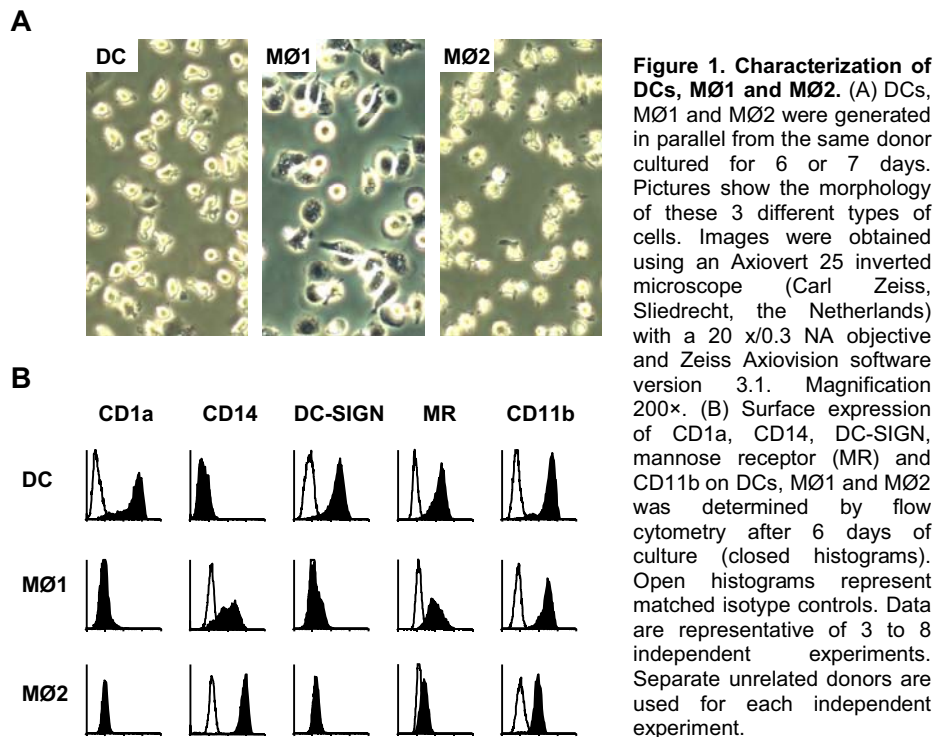 A
DC
MØ1
MØ2
Figure 1. Characterization of
DCs, MØ1 and MØ2. (A) DCs,
MØ1 and MØ2 were generated
in parallel from the same donor
cultured for 6 or 7 days.
Pictures show the morphology
of these 3 different types of
cells. Images were obtained
using an Axiovert 25 inverted
microscope (Carl Zeiss,
Sliedrecht, the Netherlands)
with a 20 x/0.3 NA objective
and Zeiss Axiovision software
version 3.1. Magnification
200×. (B) Surface expression
of CD1a, CD14, DC-SIGN,
mannose receptor (MR) and
CD11b on DCs, MØ1 and MØ2
was determined by flow
cytometry after 6 days of
culture (closed histograms).
Open histograms represent
matched isotype controls. Data
are representative of 3 to 8
independent experiments.
Separate unrelated donors are
used for each independent
experiment.
B
CD1a CD14 DC-SIGN MR CD11b
DC
MØ1
MØ2